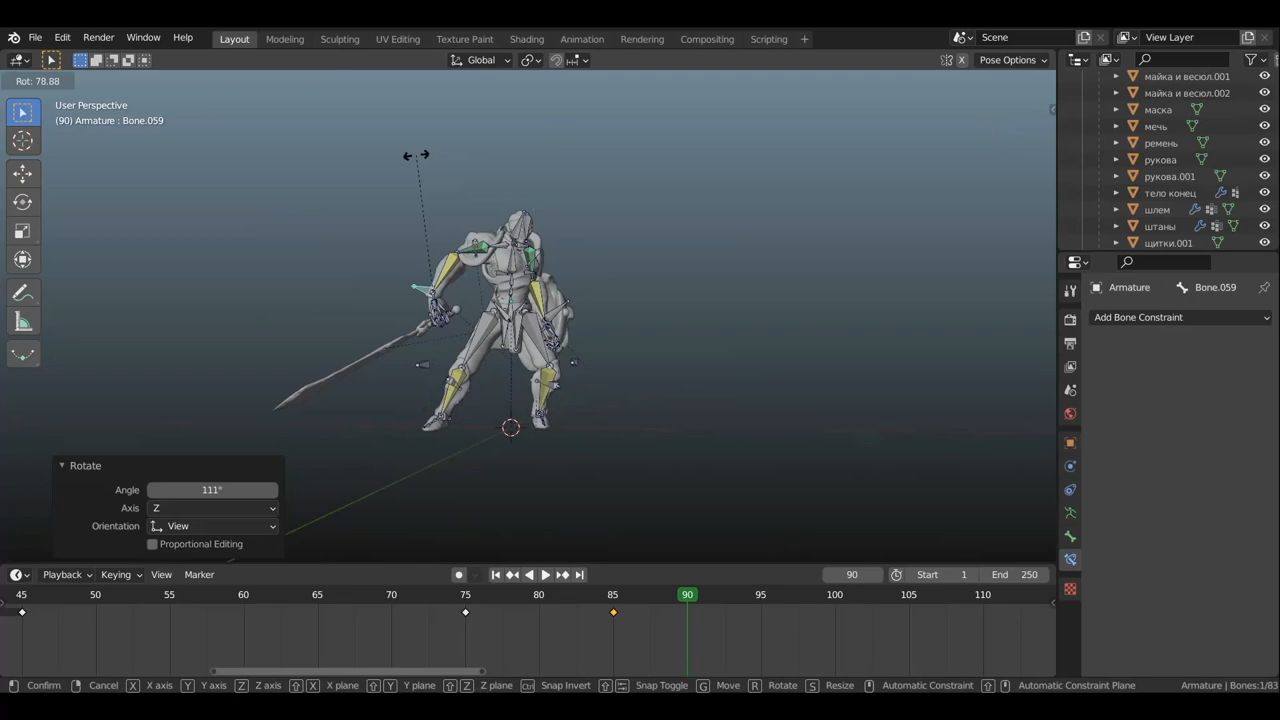 File Edit Render Window Help
Layout Modeling Sculpting UV Editing Texture Paint Shading Animation Rendering Compositing Scripting +
Scene View Layer
Global Pose Options
X
Rot: 78.88
User Perspective
(90) Armature : Bone.059
майка и весюл.001
майка и весюл.002
маска
мечь
ремень
рукова
рукова.001
тело конец
шлем
штаны
щитки.001
Armature Bone.059
Add Bone Constraint
Rotate
Angle 111°
Axis Z
Orientation View
Proportional Editing
Playback Keying View Marker
90 Start 1 End 250
45 50 55 60 65 70 75 80 85 90 95 100 105 110
Confirm Cancel X X axis Y Y axis Z Z axis X X plane Y Y plane Z Z plane Ctrl Snap Invert Snap Toggle G Move R Rotate S Resize Automatic Constraint Automatic Constraint Plane Armature | Bones:1/83